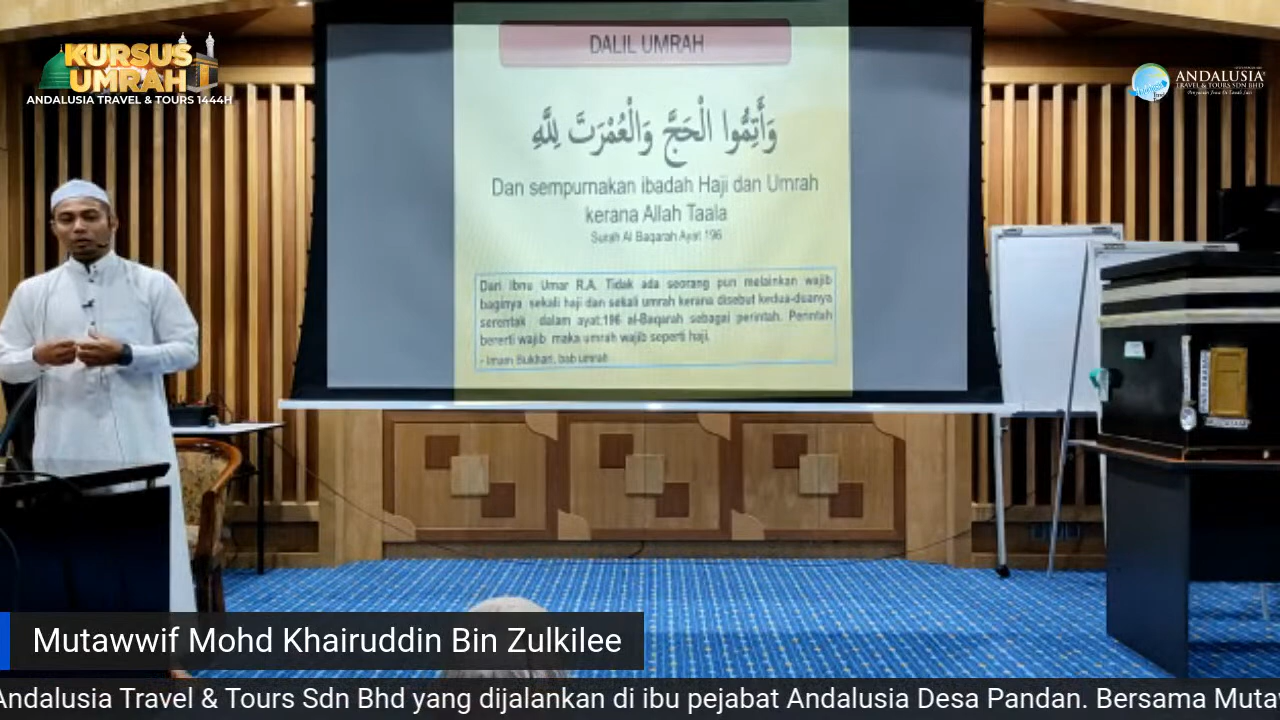 KURSUS
UMRAH
ANDALUSIA TRAVEL & TOURS 1444H
ANDALUSIA
TRAVEL & TOURS SDN BHD
DALIL UMRAH
وَأَتِمُّوا الْحَجَّ وَالْعُمْرَتَ لِلَّهِ
Dan sempurnakan ibadah Haji dan Umrah
kerana Allah Taala
Surah Al Baqarah Ayat 196
Dari Ibnu Umar R.A. Tidak ada seorang pun melainkan wajib
baginya sekali haji dan sekali umrah kerana disebut kedua-duanya
serentak dalam ayat:196 al-Baqarah sebagai perintah. Perintah
bererti wajib maka umrah wajib seperti haji.
- Imam Bukhari, bab umrah
Mutawwif Mohd Khairuddin Bin Zulkilee
Andalusia Travel & Tours Sdn Bhd yang dijalankan di ibu pejabat Andalusia Desa Pandan. Bersama Mutaw